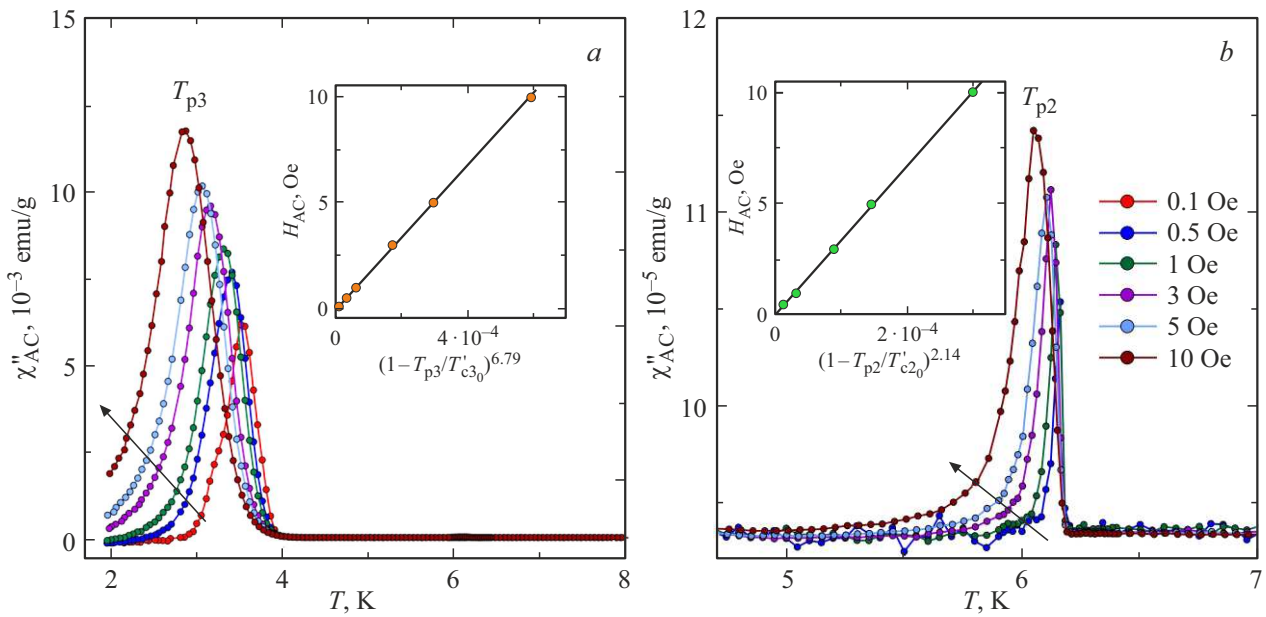 15
a
T_p3
10
5
0
χ''_AC, 10^−3 emu/g
2
3
4
6
8
T, K
10
5
0
H_AC, Oe
0
4 · 10^−4
(1−T_p3/T'_c3_0)^6.79
12
b
T_p2
11
10
χ''_AC, 10^−5 emu/g
5
6
7
T, K
10
5
0
H_AC, Oe
0
2 · 10^−4
(1−T_p2/T'_c2_0)^2.14
0.1 Oe
0.5 Oe
1 Oe
3 Oe
5 Oe
10 Oe